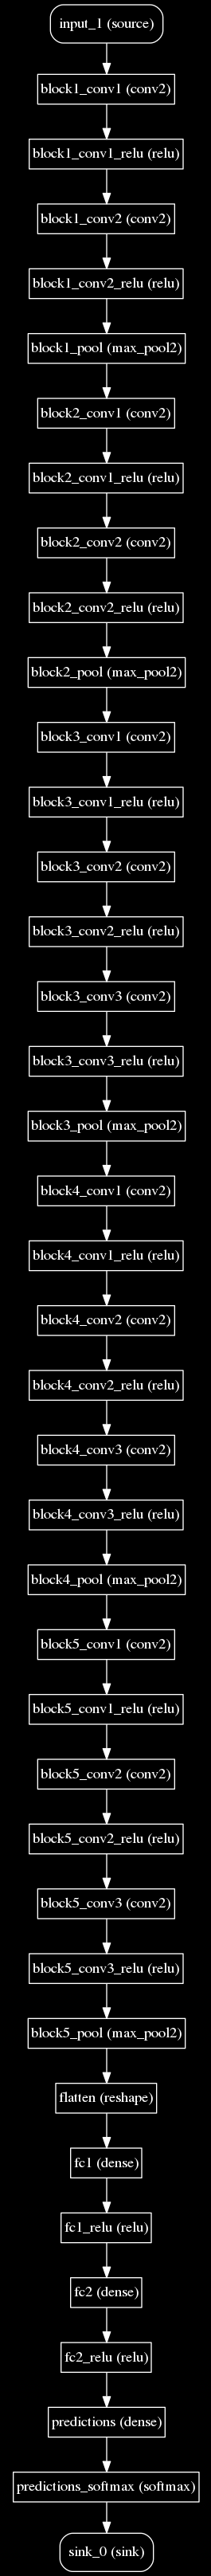 input_1 (source)
block1_conv1 (conv2)
block1_conv1_relu (relu)
block1_conv2 (conv2)
block1_conv2_relu (relu)
block1_pool (max_pool2)
block2_conv1 (conv2)
block2_conv1_relu (relu)
block2_conv2 (conv2)
block2_conv2_relu (relu)
block2_pool (max_pool2)
block3_conv1 (conv2)
block3_conv1_relu (relu)
block3_conv2 (conv2)
block3_conv2_relu (relu)
block3_conv3 (conv2)
block3_conv3_relu (relu)
block3_pool (max_pool2)
block4_conv1 (conv2)
block4_conv1_relu (relu)
block4_conv2 (conv2)
block4_conv2_relu (relu)
block4_conv3 (conv2)
block4_conv3_relu (relu)
block4_pool (max_pool2)
block5_conv1 (conv2)
block5_conv1_relu (relu)
block5_conv2 (conv2)
block5_conv2_relu (relu)
block5_conv3 (conv2)
block5_conv3_relu (relu)
block5_pool (max_pool2)
flatten (reshape)
fc1 (dense)
fc1_relu (relu)
fc2 (dense)
fc2_relu (relu)
predictions (dense)
predictions_softmax (softmax)
sink_0 (sink)